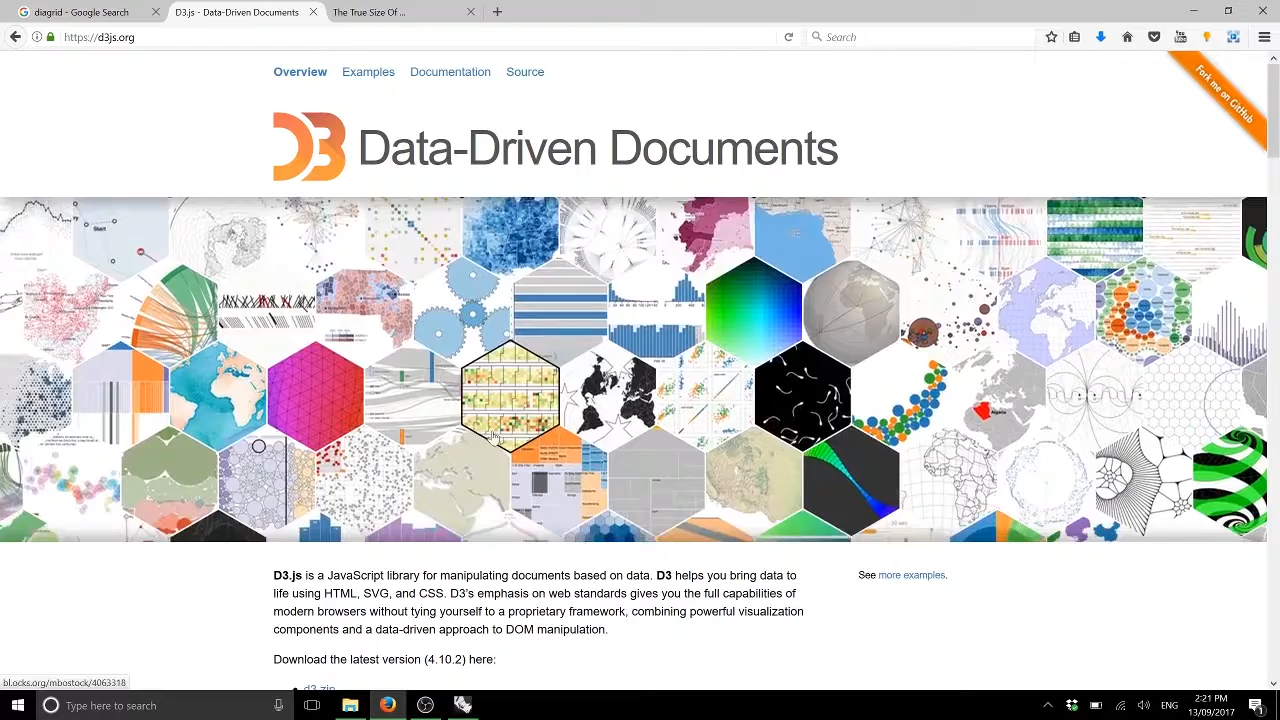 diagrid - Google Search
D3.js - Data-Driven Documents
The True Size Of ...
https://d3js.org
Search
Overview
Examples
Documentation
Source
Fork me on GitHub
D3 Data-Driven Documents
Start
Algeria
D3.js is a JavaScript library for manipulating documents based on data. D3 helps you bring data to
life using HTML, SVG, and CSS. D3's emphasis on web standards gives you the full capabilities of
modern browsers without tying yourself to a proprietary framework, combining powerful visualization
components and a data-driven approach to DOM manipulation.
See more examples.
Download the latest version (4.10.2) here:
d3.zip
bl.ocks.org/mbostock/4063318
Type here to search
ENG
2:21 PM
13/09/2017